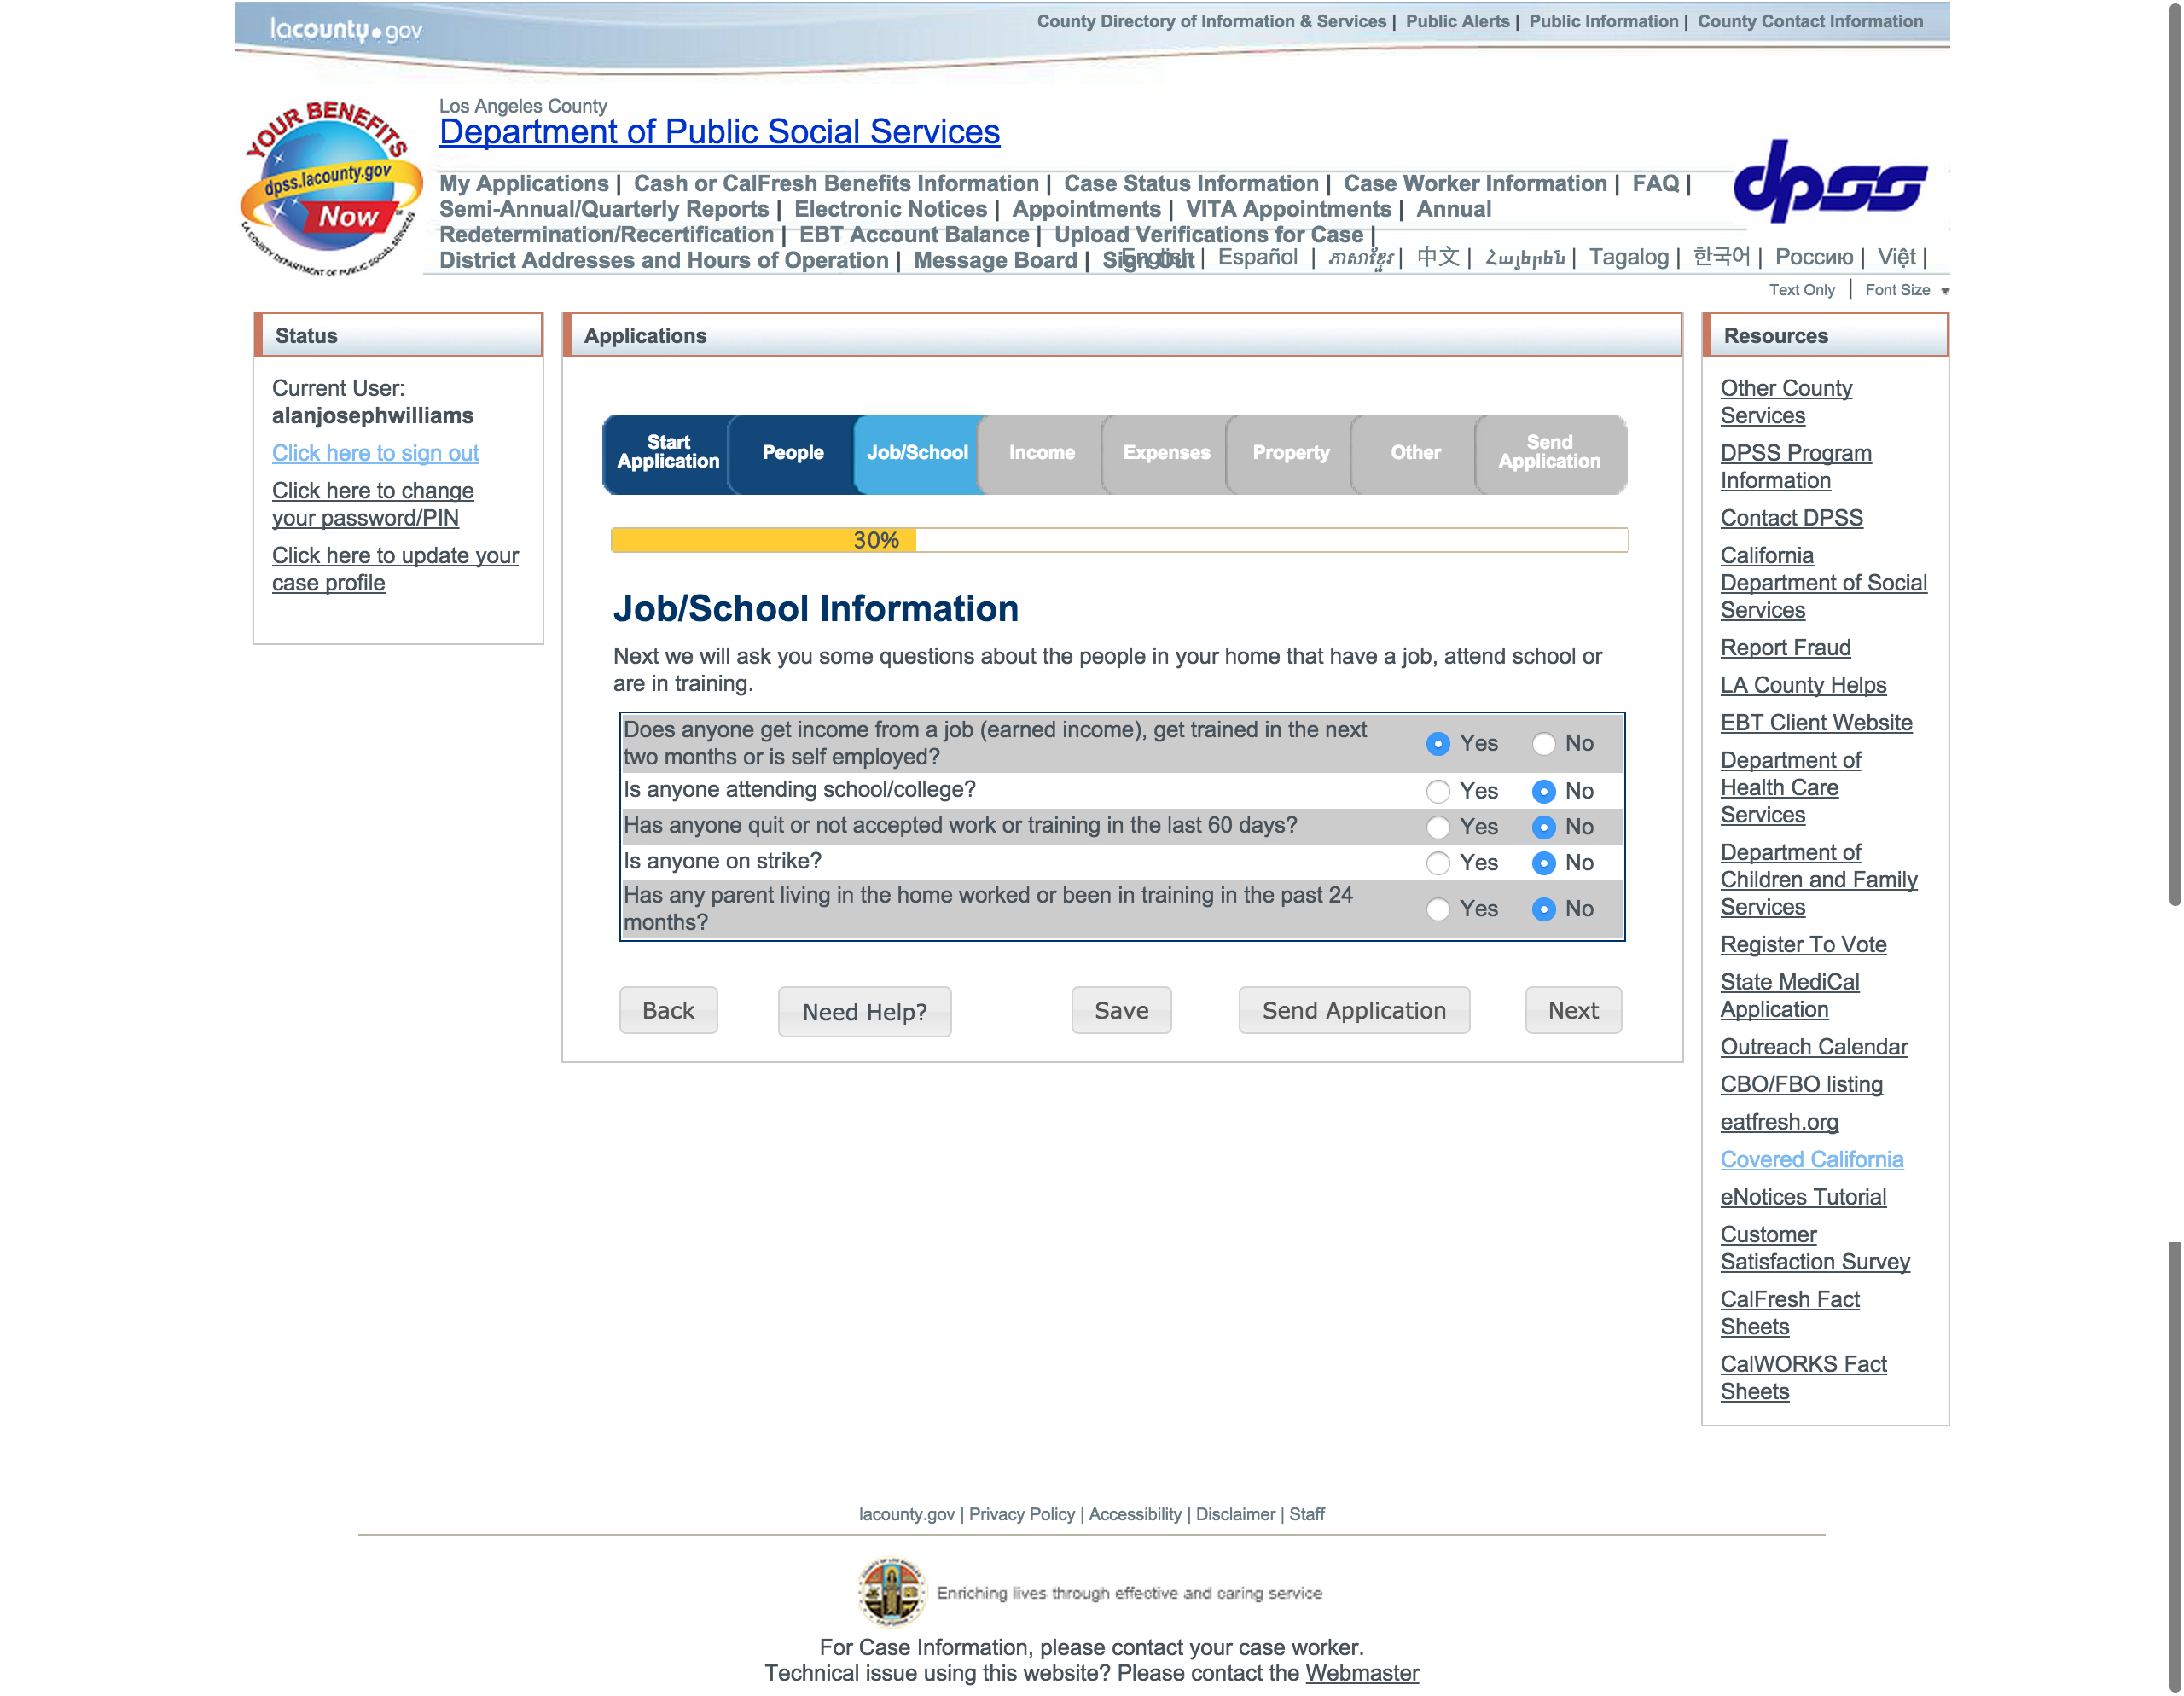 lacounty.gov
County Directory of Information & Services | Public Alerts | Public Information | County Contact Information
YOUR BENEFITS
dpss.lacounty.gov
Now
LA COUNTY DEPARTMENT OF PUBLIC SOCIAL SERVICES
Los Angeles County
Department of Public Social Services
dpss
My Applications | Cash or CalFresh Benefits Information | Case Status Information | Case Worker Information | FAQ |
Semi-Annual/Quarterly Reports | Electronic Notices | Appointments | VITA Appointments | Annual
Redetermination/Recertification | EBT Account Balance | Upload Verifications for Case |
District Addresses and Hours of Operation | Message Board | Sign Out
English | Español | ភាសាខ្មែរ | 中文 | Հայերեն | Tagalog | 한국어 | Россию | Việt |
Text Only | Font Size
Status
Current User:
alanjosephwilliams
Click here to sign out
Click here to change
your password/PIN
Click here to update your
case profile
Applications
Start Application
People
Job/School
Income
Expenses
Property
Other
Send Application
30%
Job/School Information
Next we will ask you some questions about the people in your home that have a job, attend school or
are in training.
Does anyone get income from a job (earned income), get trained in the next
two months or is self employed?
Yes No
Is anyone attending school/college? Yes No
Has anyone quit or not accepted work or training in the last 60 days? Yes No
Is anyone on strike? Yes No
Has any parent living in the home worked or been in training in the past 24
months?
Yes No
Back Need Help? Save Send Application Next
Resources
Other County
Services
DPSS Program
Information
Contact DPSS
California
Department of Social
Services
Report Fraud
LA County Helps
EBT Client Website
Department of
Health Care
Services
Department of
Children and Family
Services
Register To Vote
State MediCal
Application
Outreach Calendar
CBO/FBO listing
eatfresh.org
Covered California
eNotices Tutorial
Customer
Satisfaction Survey
CalFresh Fact
Sheets
CalWORKS Fact
Sheets
lacounty.gov | Privacy Policy | Accessibility | Disclaimer | Staff
Enriching lives through effective and caring service
For Case Information, please contact your case worker.
Technical issue using this website? Please contact the Webmaster